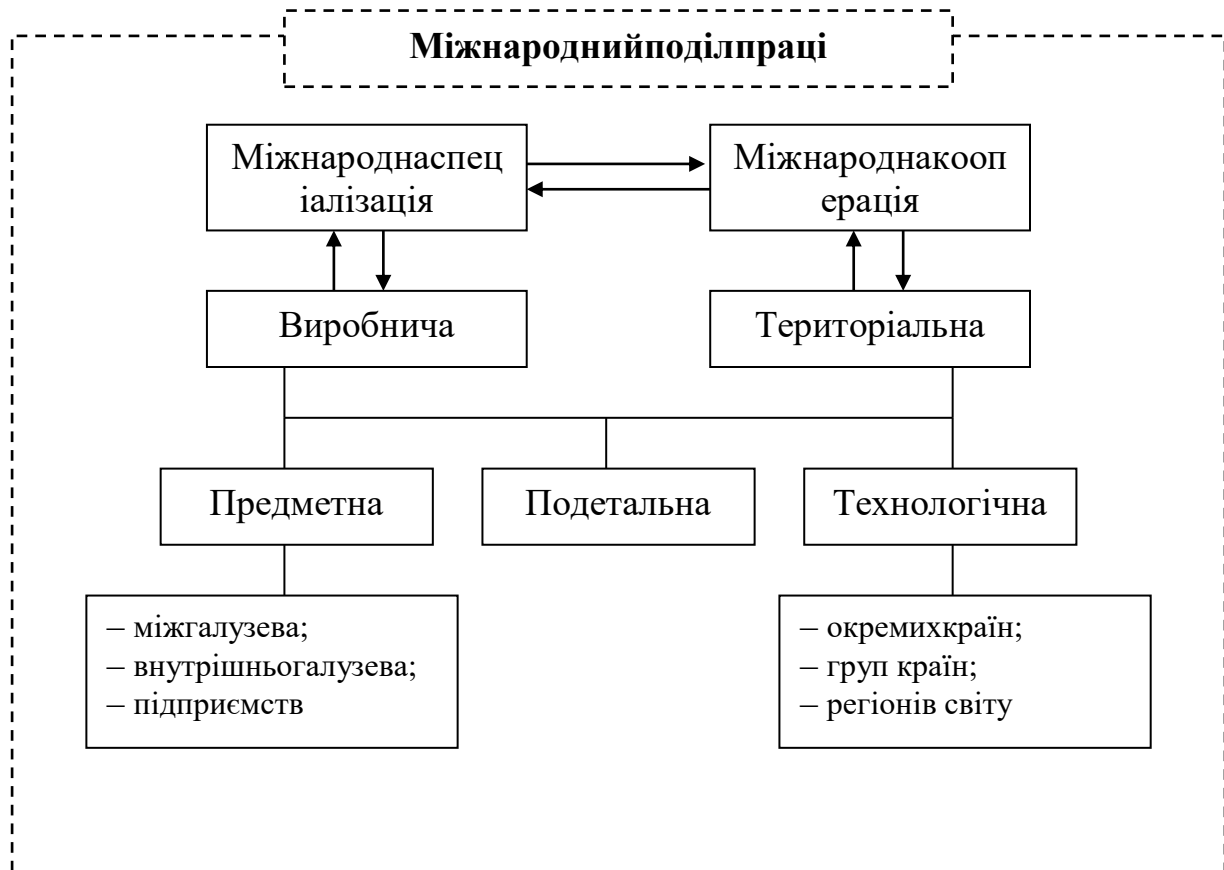 Міжнароднийподілпраці
Міжнароднаспец
іалізація
Міжнароднакооп
ерація
Виробнича
Територіальна
Предметна
Подетальна
Технологічна
– міжгалузева;
– внутрішньогалузева;
– підприємств
– окремихкраїн;
– груп країн;
– регіонів світу